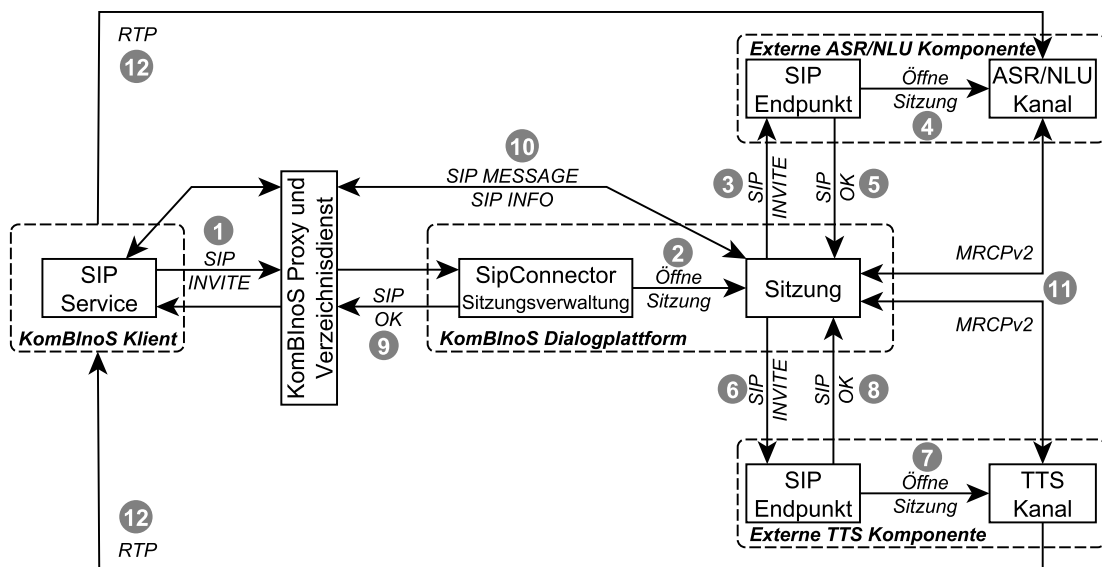 RTP
12
Externe ASR/NLU Komponente
SIP
Endpunkt
Öffne
Sitzung
4
ASR/NLU
Kanal
10
SIP MESSAGE
SIP INFO
3
SIP
INVITE
SIP
OK
5
1
SIP
INVITE
SIP
Service
KomBInoS Klient
KomBInoS Proxy und
Verzeichnisdienst
SIP
OK
9
SipConnector
Sitzungsverwaltung
2
Öffne
Sitzung
Sitzung
KomBInoS Dialogplattform
MRCPv2
11
MRCPv2
6
SIP
INVITE
SIP
OK
8
SIP
Endpunkt
7
Öffne
Sitzung
TTS
Kanal
Externe TTS Komponente
12
RTP